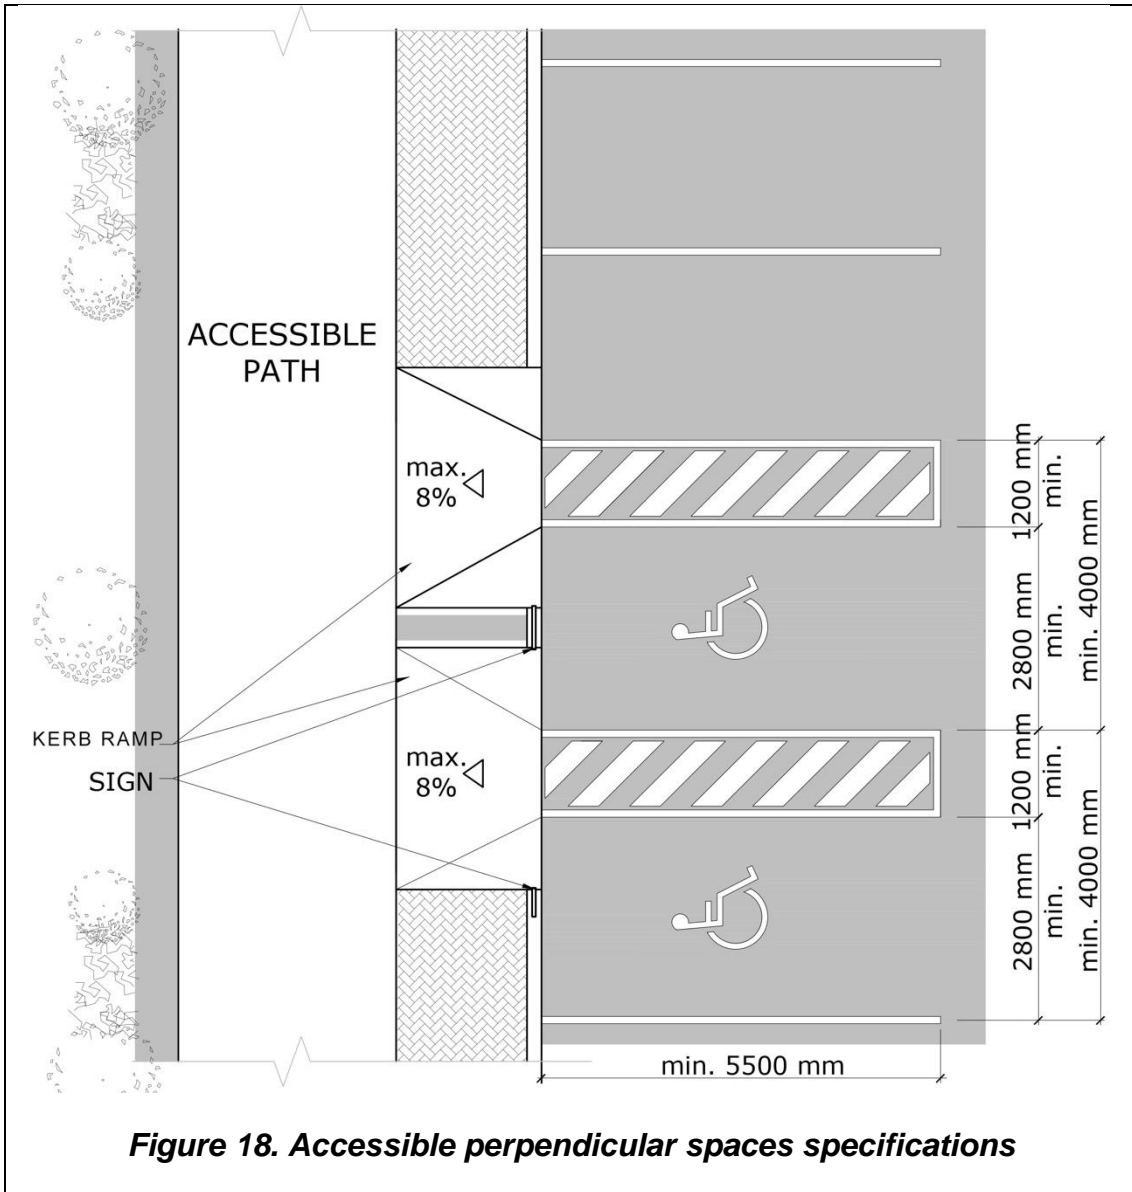 ACCESSIBLE
PATH
max.
8%
1200 mm
min.
2800 mm
min.
min. 4000 mm
KERB RAMP
SIGN
max.
8%
1200 mm
min.
2800 mm
min.
min. 4000 mm
min. 5500 mm
Figure 18. Accessible perpendicular spaces specifications